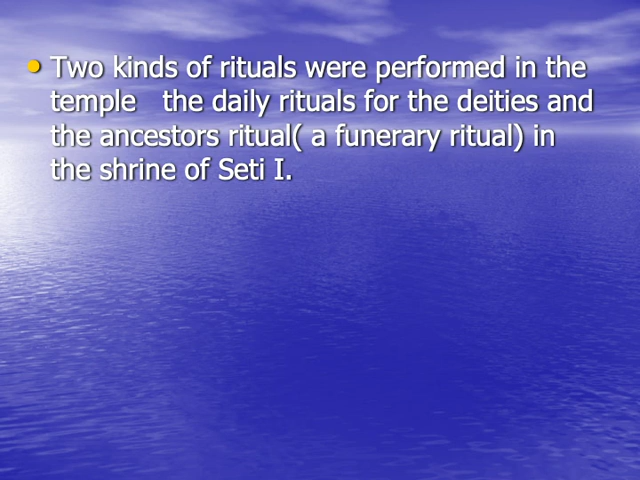 • Two kinds of rituals were performed in the
temple   the daily rituals for the deities and
the ancestors ritual( a funerary ritual) in
the shrine of Seti I.